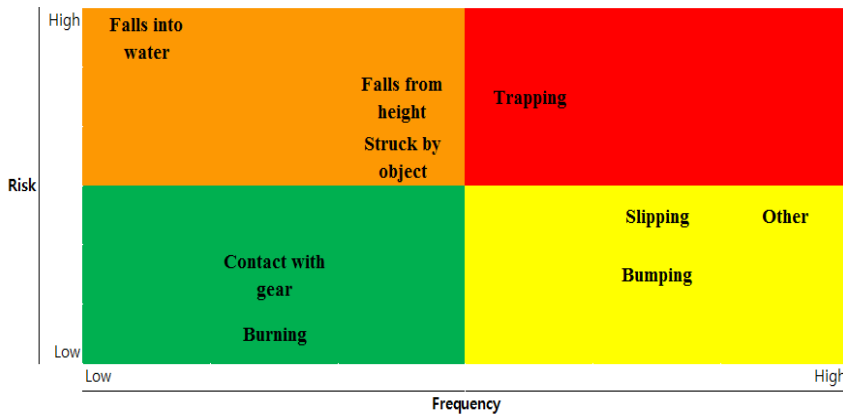 High
Falls into
water
Falls from
height
Trapping
Struck by
object
Risk
Slipping
Other
Contact with
gear
Bumping
Burning
Low
Low
High
Frequency